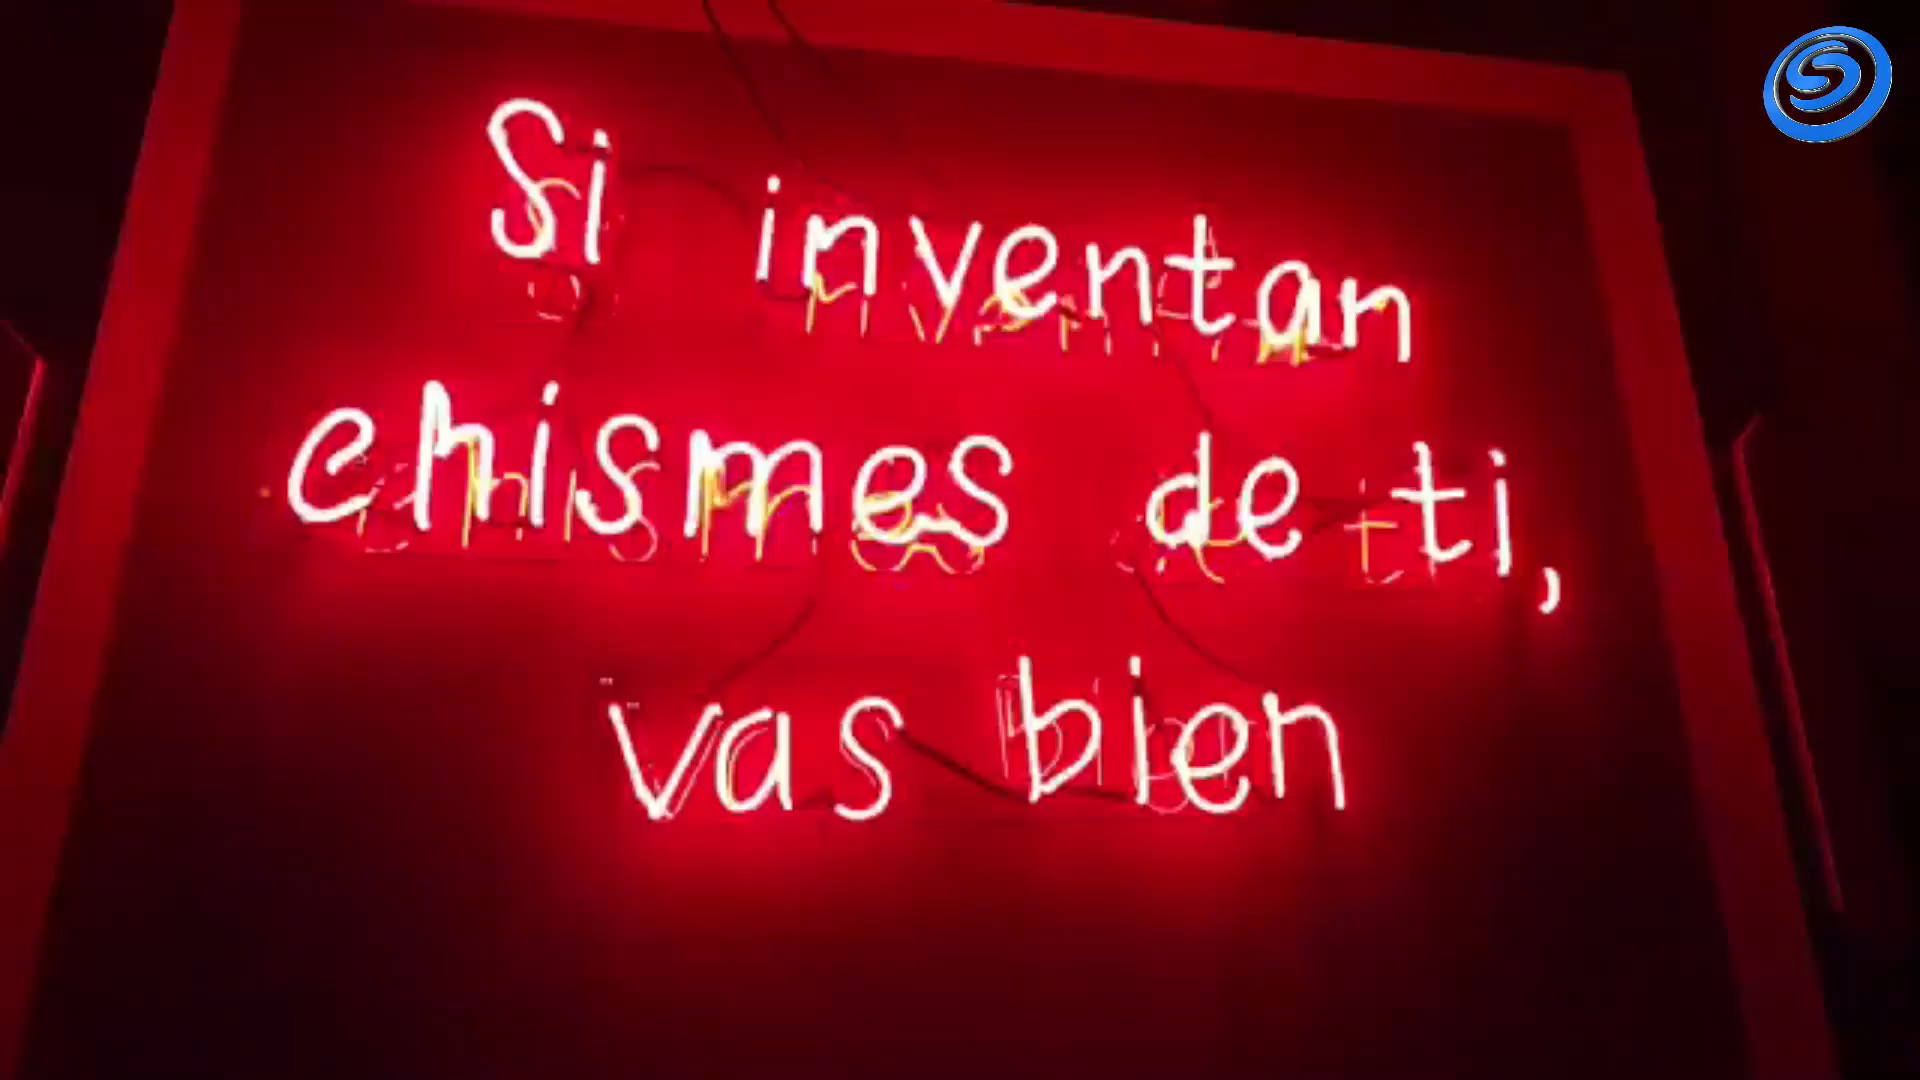 Si inventan
chismes de ti,
vas bien